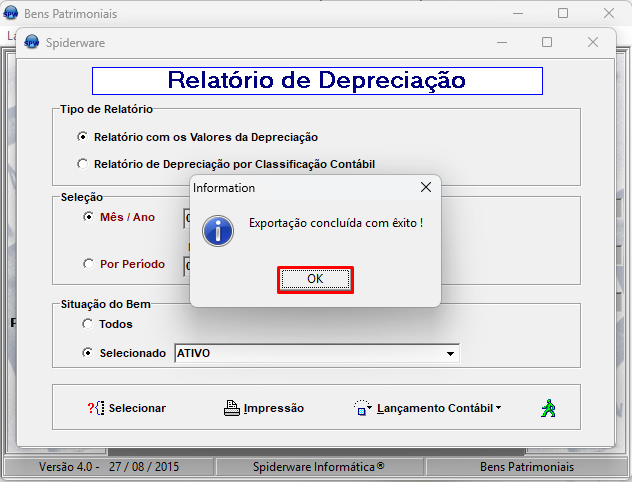 Bens Patrimoniais
La
Spiderware
Relatório de Depreciação
Tipo de Relatório
Relatório com os Valores da Depreciação
Relatório de Depreciação por Classificação Contábil
Information
Seleção
Mês / Ano
Exportação concluída com êxito !
Por Período
OK
Situação do Bem
Todos
Selecionado ATIVO
Selecionar Impressão Lançamento Contábil
Versão 4.0 - 27 / 08 / 2015 Spiderware Informática® Bens Patrimoniais